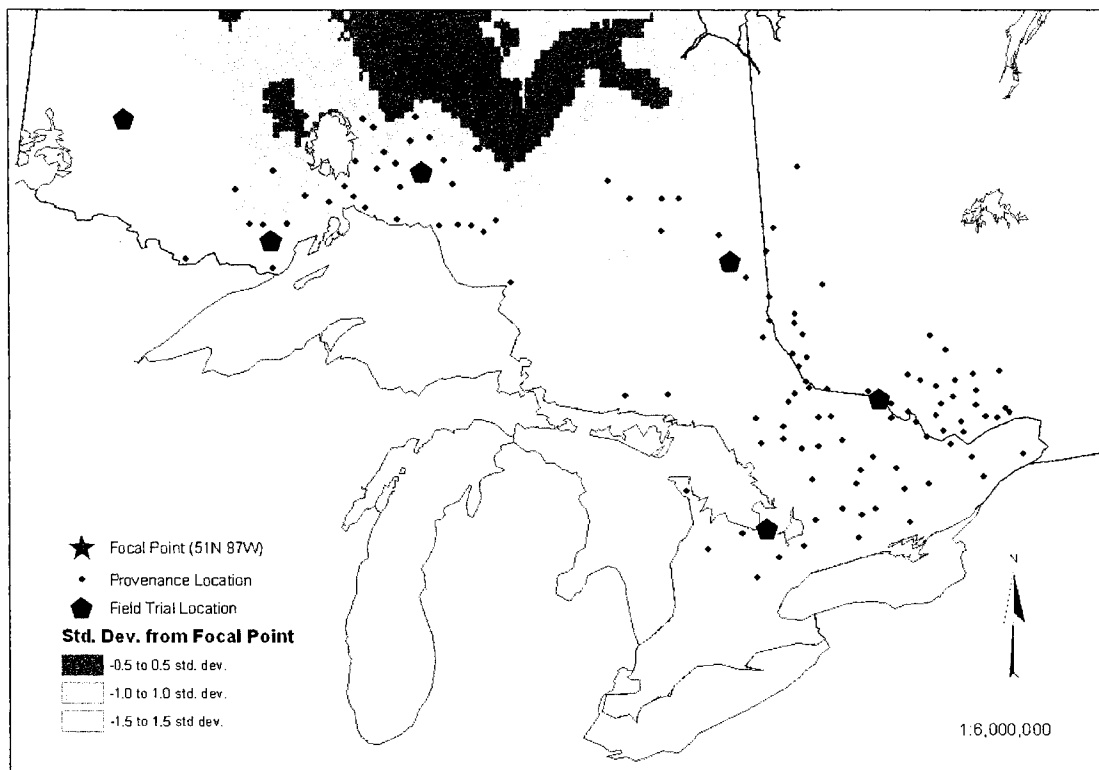 Focal Point (51N 87W)
Provenance Location
Field Trial Location
Std. Dev. from Focal Point
-0.5 to 0.5 std. dev.
-1.0 to 1.0 std. dev.
-1.5 to 1.5 std dev.
N
1:6,000,000